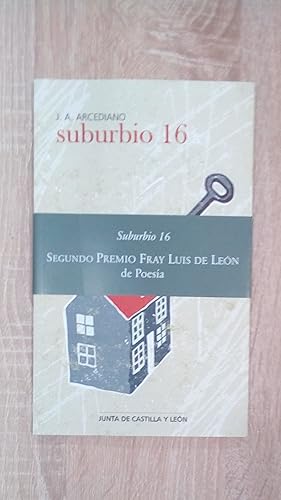 J. A. ARCEDIANO
suburbio 16
Suburbio 16
SEGUNDO PREMIO FRAY LUIS DE LEÓN
de Poesía
JUNTA DE CASTILLA Y LEÓN